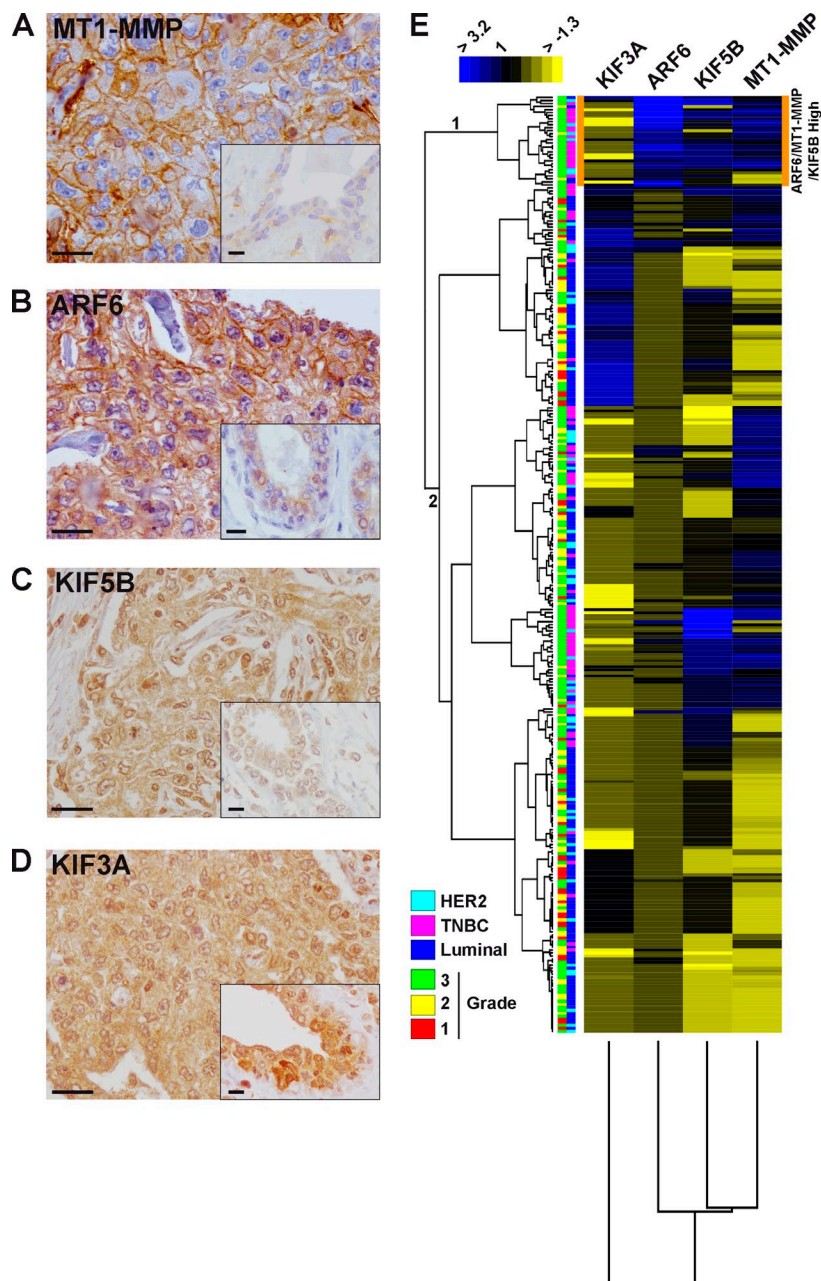 A
MT1-MMP
B
ARF6
C
KIF5B
D
KIF3A
E
> 3.2
1
> -1.3
KIF3A
ARF6
KIF5B
MT1-MMP
1
2
ARF6/MT1-MMP
/KIF5B High
HER2
TNBC
Luminal
3
2
1
Grade